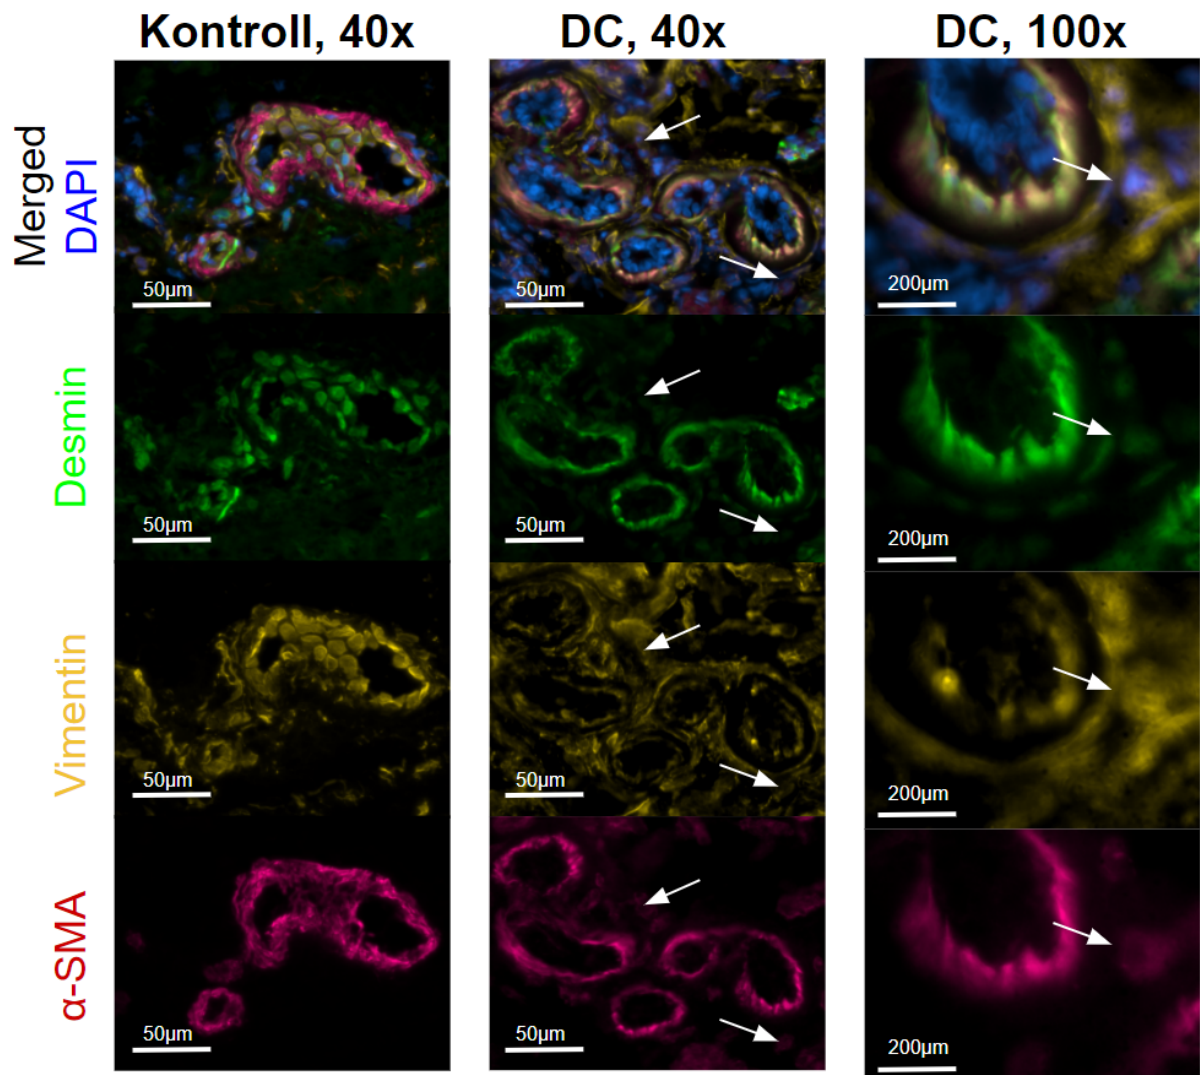 Kontroll, 40x
DC, 40x
DC, 100x
Merged
DAPI
50µm
50µm
200µm
Desmin
50µm
50µm
200µm
Vimentin
50µm
50µm
200µm
α-SMA
50µm
50µm
200µm